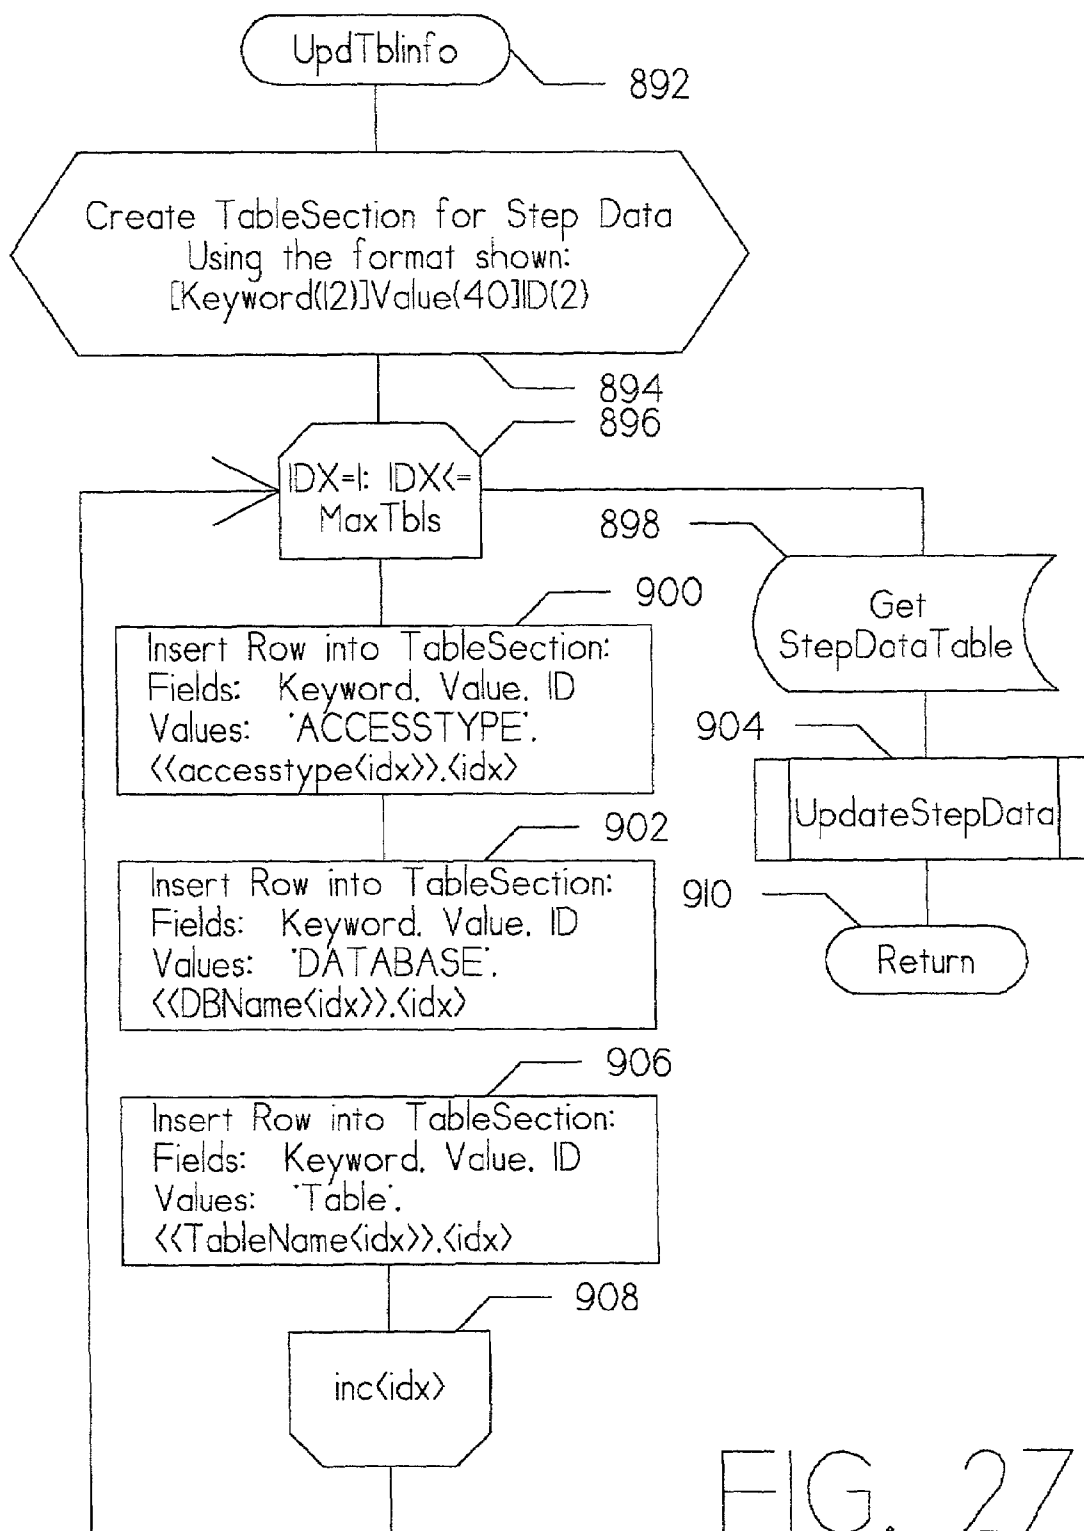 UpdTblinfo
892
Create TableSection for Step Data
Using the format shown:
[Keyword(12)]Value(40]ID(2)
894
896
IDX=1: IDX<=
MaxTbls
898
Get
StepDataTable
900
Insert Row into TableSection:
Fields: Keyword, Value, ID
Values: 'ACCESSTYPE',
<<accesstype<idx>>,<idx>
904
UpdateStepData
902
Insert Row into TableSection:
Fields: Keyword, Value, ID
Values: 'DATABASE',
<<DBName<idx>>,<idx>
910
Return
906
Insert Row into TableSection:
Fields: Keyword, Value, ID
Values: 'Table',
<<TableName<idx>>,<idx>
908
inc<idx>
FIG. 27